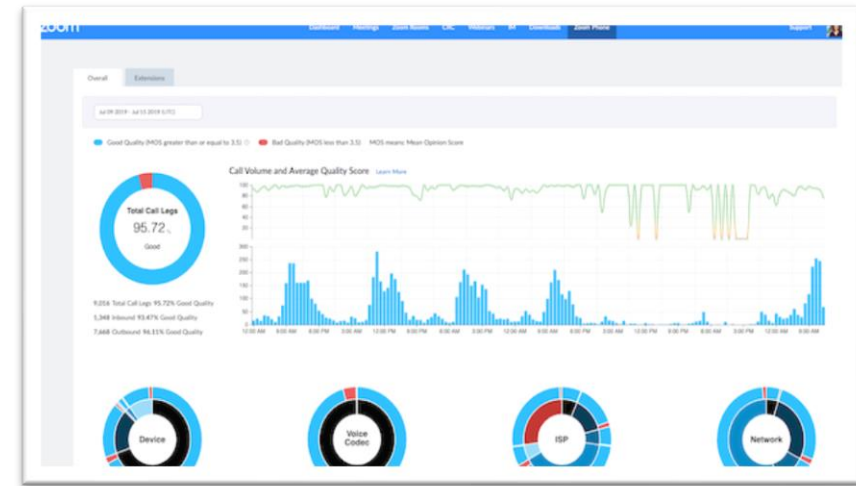 zoom
Dashboard Meetings Zoom Rooms CRC Webinars IM Downloads Zoom Phone Support
Overall Extensions
Good Quality (MOS greater than or equal to 3.5) Bad Quality (MOS less than 3.5) MOS means Mean Opinion Score
Call Volume and Average Quality Score Learn More
Total Call Legs
95.72 %
Good
100
80
60
40
20
300
250
200
150
100
50
0
9,016 Total Call Legs 95.72% Good Quality
1,348 Inbound 93.47% Good Quality
7,668 Outbound 96.11% Good Quality
Device
Voice Codec
ISP
Network